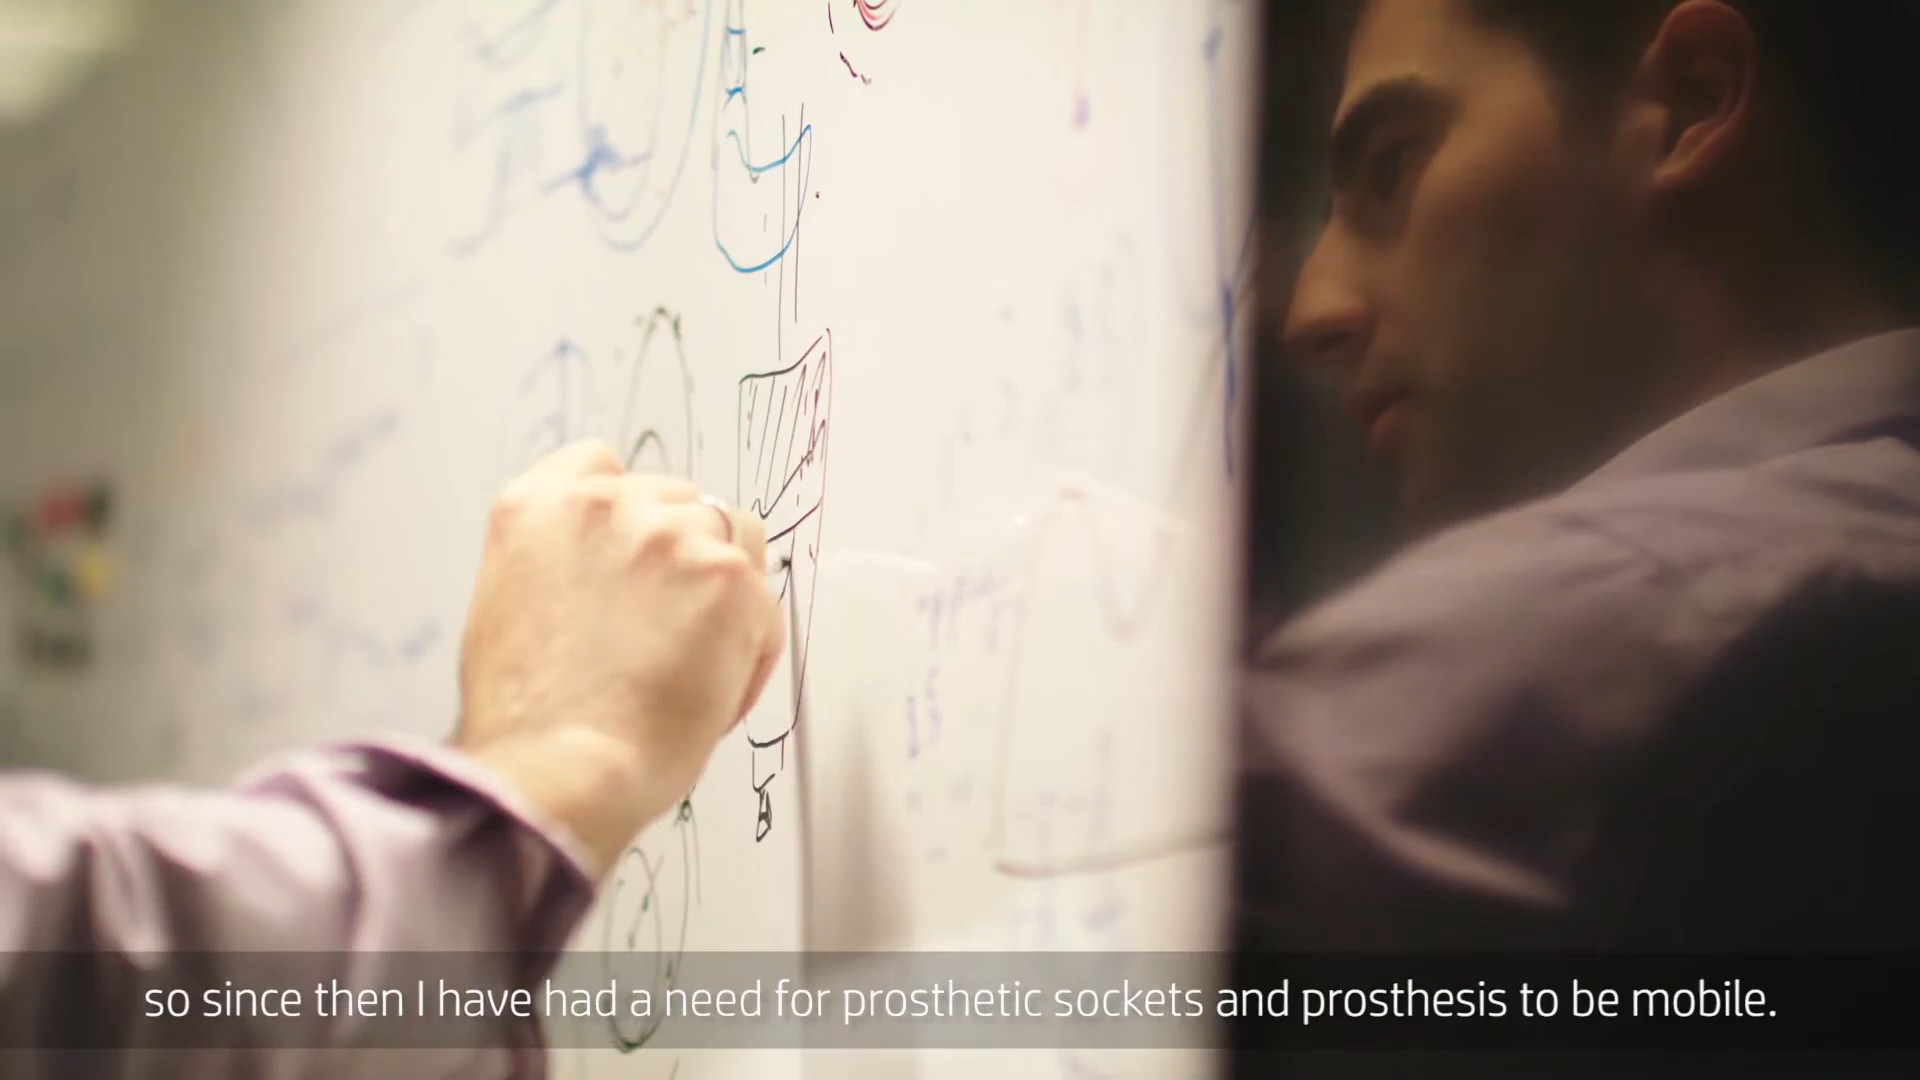 so since then I have had a need for prosthetic sockets and prosthesis to be mobile.